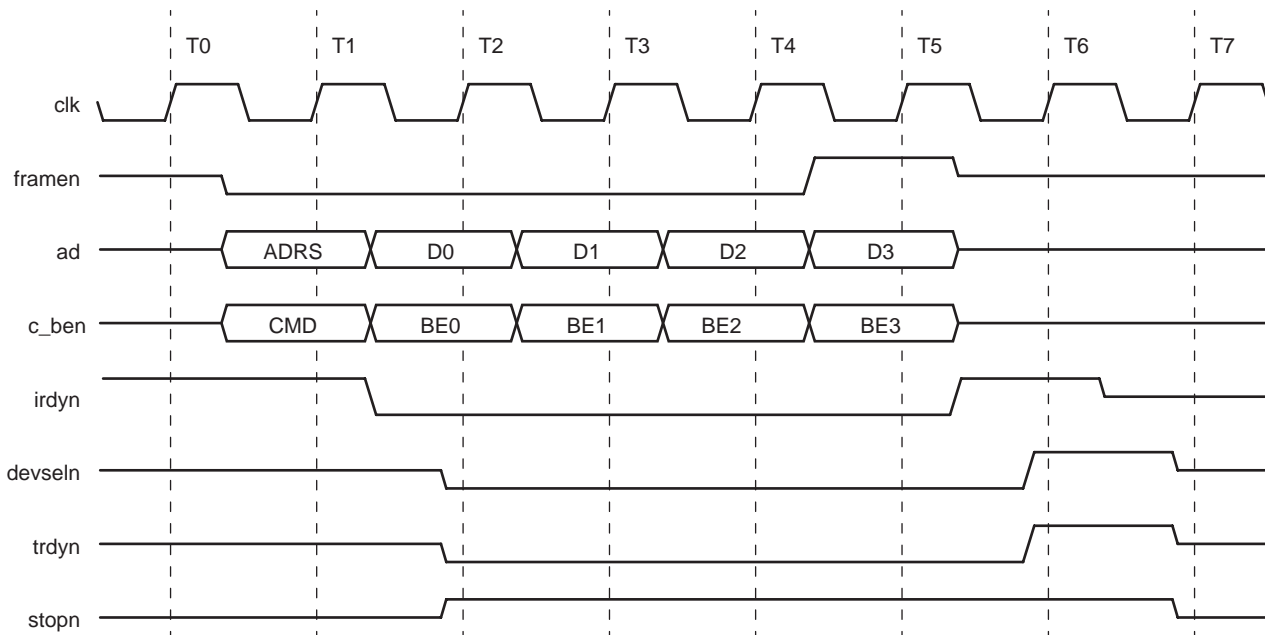 T0 T1 T2 T3 T4 T5 T6 T7
clk
framen
ad ADRS D0 D1 D2 D3
c_ben CMD BE0 BE1 BE2 BE3
irdyn
devseln
trdyn
stopn